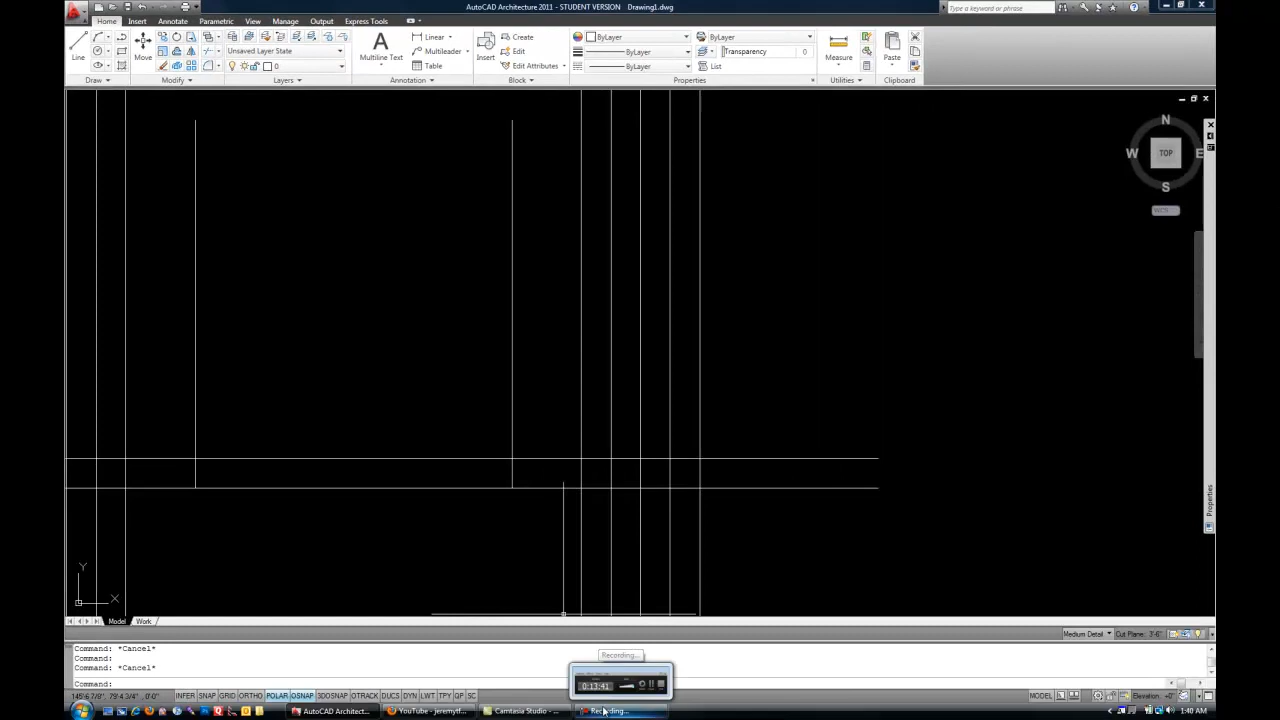 AutoCAD Architecture 2011 - STUDENT VERSION Drawing1.dwg
Type a keyword or phrase
Home Insert Annotate Parametric View Manage Output Express Tools
Line
Move
Unsaved Layer State
0
Multiline Text
Linear
Multileader
Table
Insert
Create
Edit
Edit Attributes
ByLayer
ByLayer
ByLayer
ByLayer
Transparency 0
List
Measure
Paste
Draw Modify Layers Annotation Block Properties Utilities Clipboard
N
W TOP E
S
Properties
Y
X
Model Work
Medium Detail Cut Plane: 3'-6"
Command: *Cancel*
Command:
Command: *Cancel*
Command:
Recording...
0:13:41
INFER SNAP GRID ORTHO POLAR OSNAP 3DOSNAP OTRACK DUCS DYN LWT TPY QP SC
MODEL
Elevation: +0"
AutoCAD Architect...
YouTube - jeremytf...
Camtasia Studio - ...
Recording...
1:40 AM